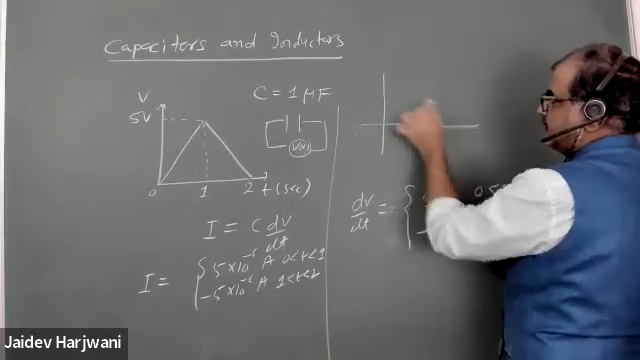 Capacitors and Inductors
V
5V
0
1
2
t (sec)
C = 1 μF
V(t)
I = C dV/dt
I = { 5×10⁻⁶ A 0<t<1
-5×10⁻⁶ A 1<t<2
dV/dt = {
Jaidev Harjwani